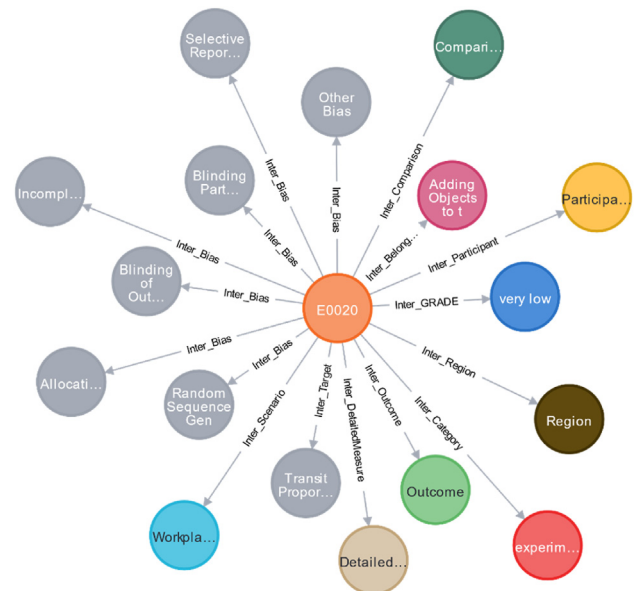 Selective
Repor…
Compari…
Other
Bias
Inter_Bias
Inter_Bias
Inter_Comparison
Blinding
Part…
Adding
Objects
to t
Incompl…
Participa…
Inter_Bias
Inter_Bias
Inter_Belong…
Inter_Participant
Blinding
of
Out…
Inter_Bias
E0020
Inter_GRADE
very low
Inter_Bias
Inter_Bias
Inter_Region
Allocati…
Random
Sequence
Gen
Inter_Scenario
Inter_Target
Inter_DetailedMeasure
Inter_Outcome
Inter_Category
Region
Transit
Propor…
Outcome
Workpla…
Detailed…
experim…